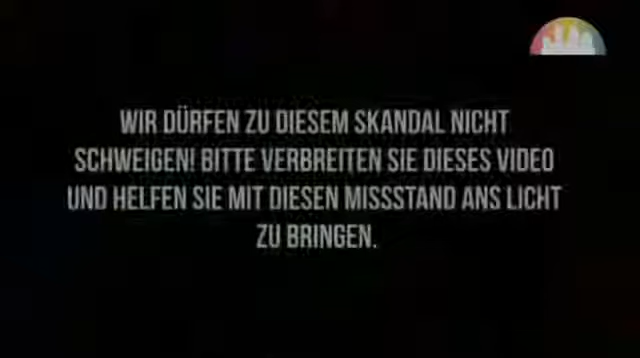 WIR DÜRFEN ZU DIESEM SKANDAL NICHT
SCHWEIGEN! BITTE VERBREITEN SIE DIESES VIDEO
UND HELFEN SIE MIT DIESEN MISSSTAND ANS LICHT
ZU BRINGEN.